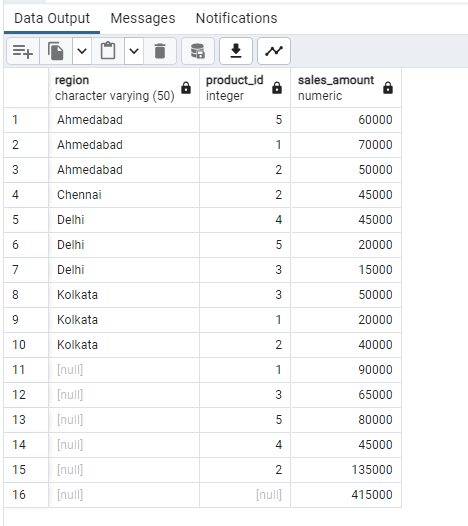 Data Output Messages Notifications
region product_id sales_amount
character varying (50) integer numeric
1 Ahmedabad 5 60000
2 Ahmedabad 1 70000
3 Ahmedabad 2 50000
4 Chennai 2 45000
5 Delhi 4 45000
6 Delhi 5 20000
7 Delhi 3 15000
8 Kolkata 3 50000
9 Kolkata 1 20000
10 Kolkata 2 40000
11 [null] 1 90000
12 [null] 3 65000
13 [null] 5 80000
14 [null] 4 45000
15 [null] 2 135000
16 [null] [null] 415000